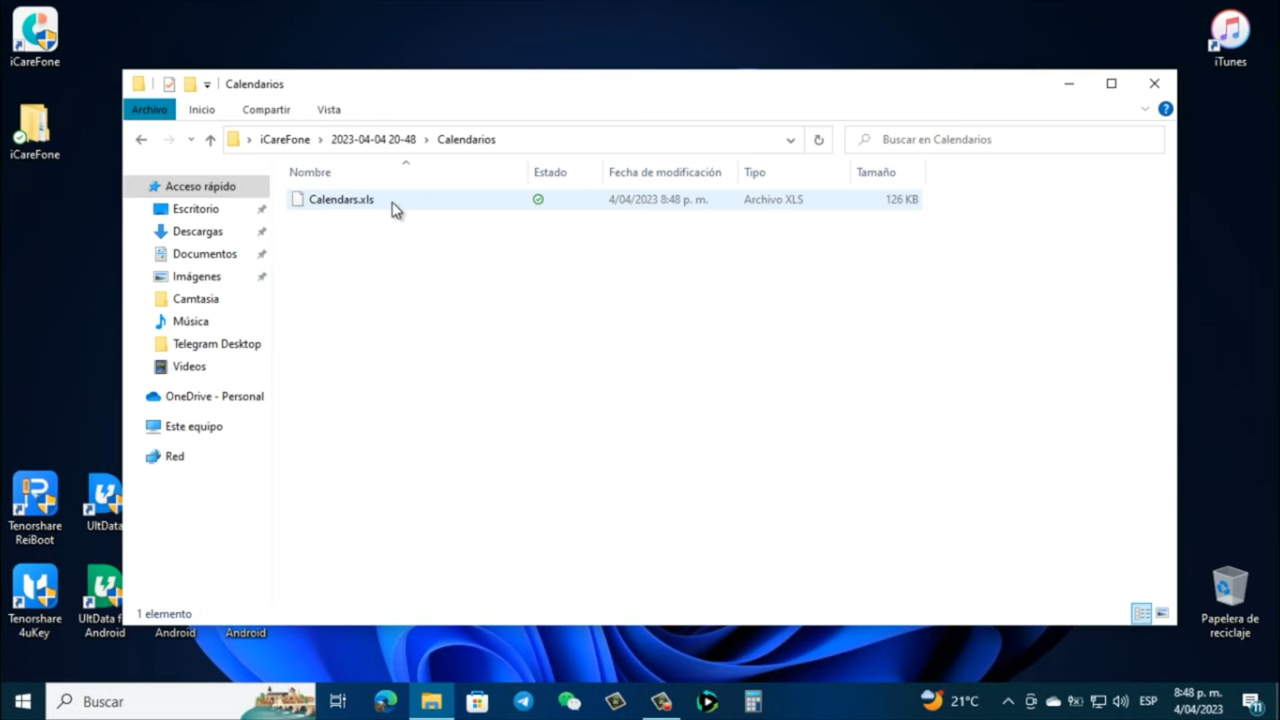 iCareFone
iTunes
Calendarios
Archivo Inicio Compartir Vista
iCareFone 2023-04-04 20-48 Calendarios
Buscar en Calendarios
Nombre Estado Fecha de modificación Tipo Tamaño
Calendars.xls 4/04/2023 8:48 p. m. Archivo XLS 126 KB
iCareFone
Acceso rápido
Escritorio
Descargas
Documentos
Imágenes
Camtasia
Música
Telegram Desktop
Videos
OneDrive - Personal
Este equipo
Red
Tenorshare
ReiBoot
UltData
Tenorshare
4uKey
UltData f
Android
Android
Android
1 elemento
Papelera de
reciclaje
Buscar
21°C
ESP
8:48 p. m.
4/04/2023
11